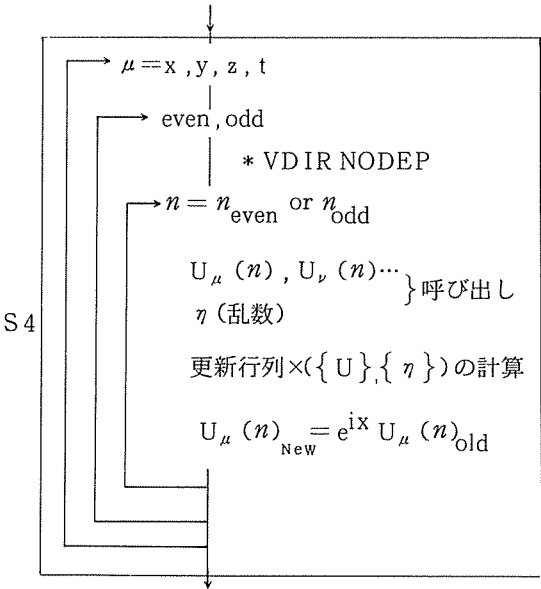 μ=x,y,z,t
even,odd
*VDIR NODEP
n=n_even or n_odd
U_μ(n),U_ν(n)…
η(乱数)
}呼び出し
S4
更新行列×({U},{η})の計算
U_μ(n)_New=e^ix U_μ(n)_old